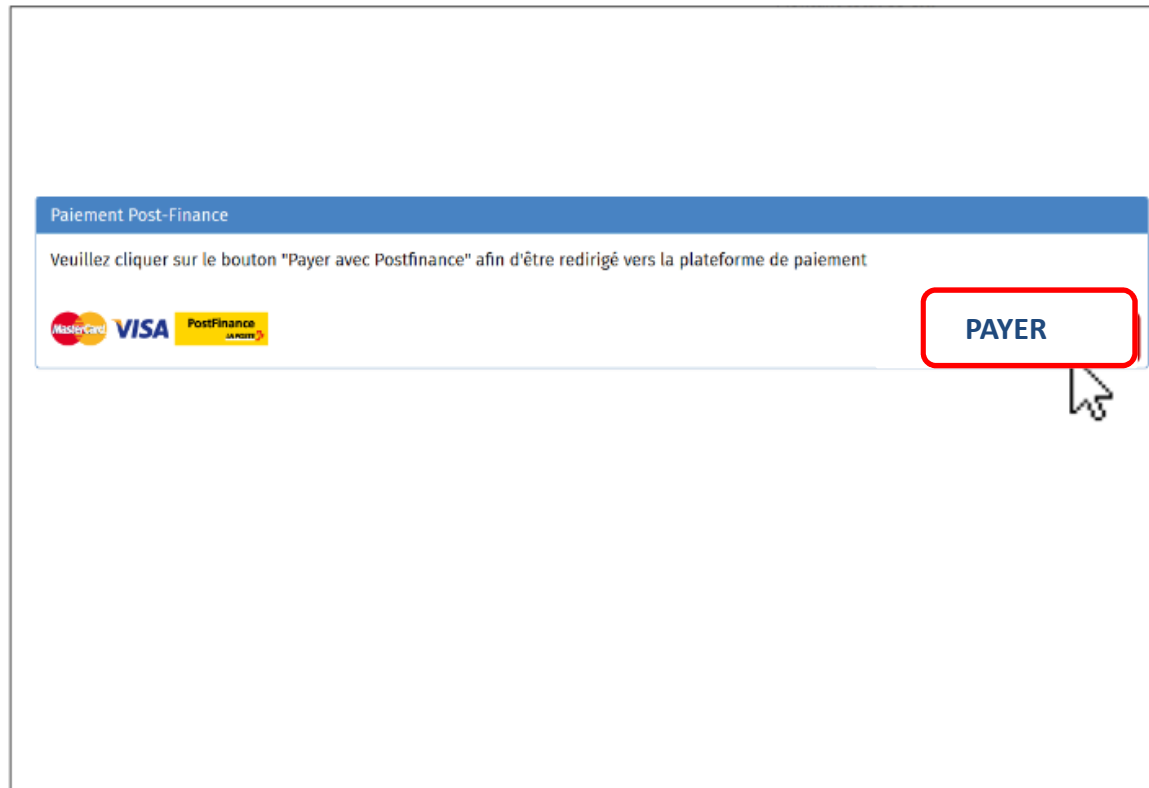 Paiement Post-Finance
Veuillez cliquer sur le bouton "Payer avec Postfinance" afin d'être redirigé vers la plateforme de paiement
MasterCard VISA PostFinance
LA POSTE
PAYER